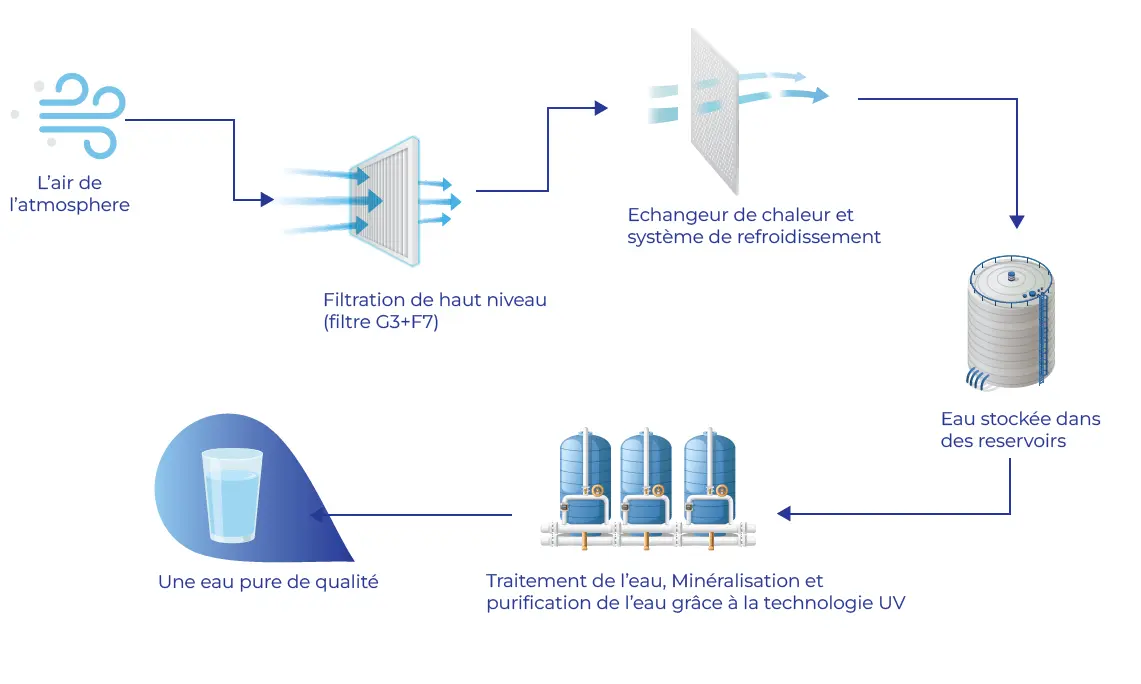 L’air de
l’atmosphere
Filtration de haut niveau
(filtre G3+F7)
Echangeur de chaleur et
système de refroidissement
Eau stockée dans
des reservoirs
Traitement de l’eau, Minéralisation et
purification de l’eau grâce à la technologie UV
Une eau pure de qualité